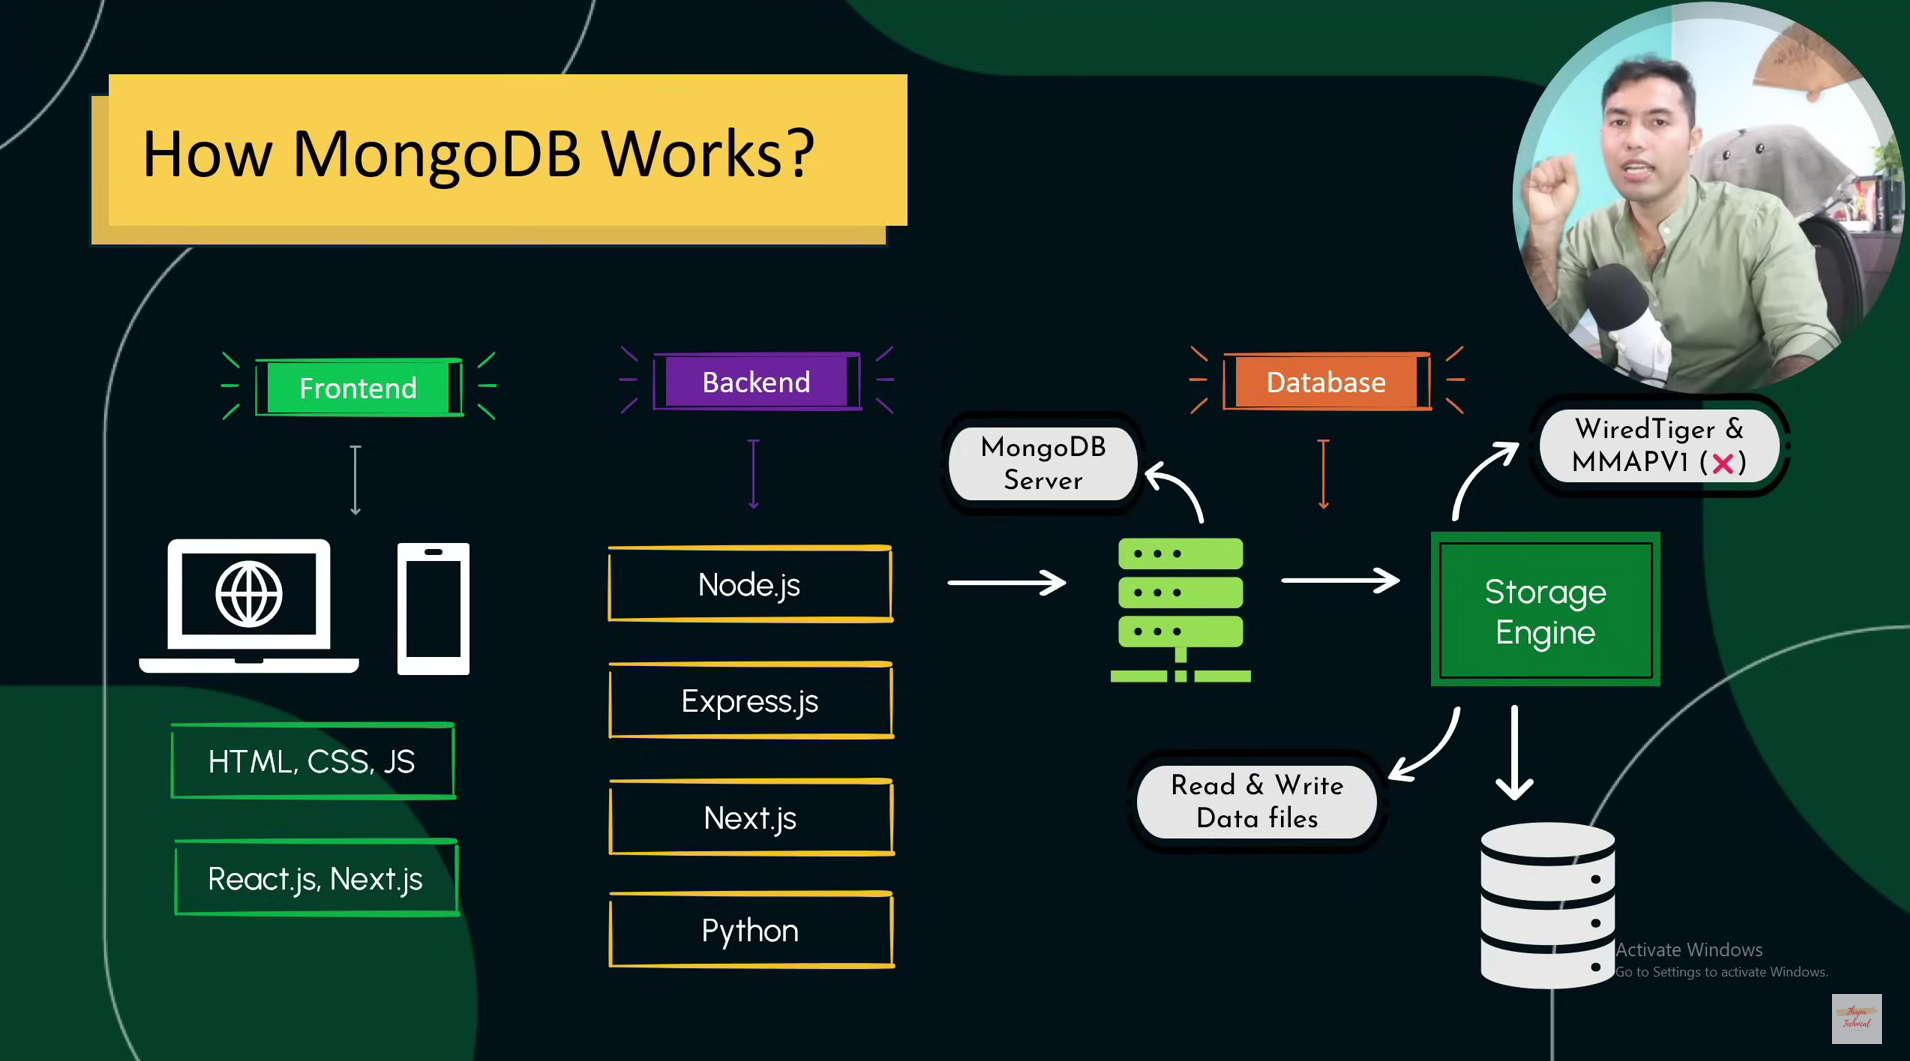 How MongoDB Works?
Frontend
Backend
Database
MongoDB
Server
WiredTiger &
MMAPV1 (❌)
Node.js
Storage
Engine
Express.js
HTML, CSS, JS
Read & Write
Data files
Next.js
React.js, Next.js
Python
Activate Windows
Go to Settings to activate Windows.
Thapa
Technical